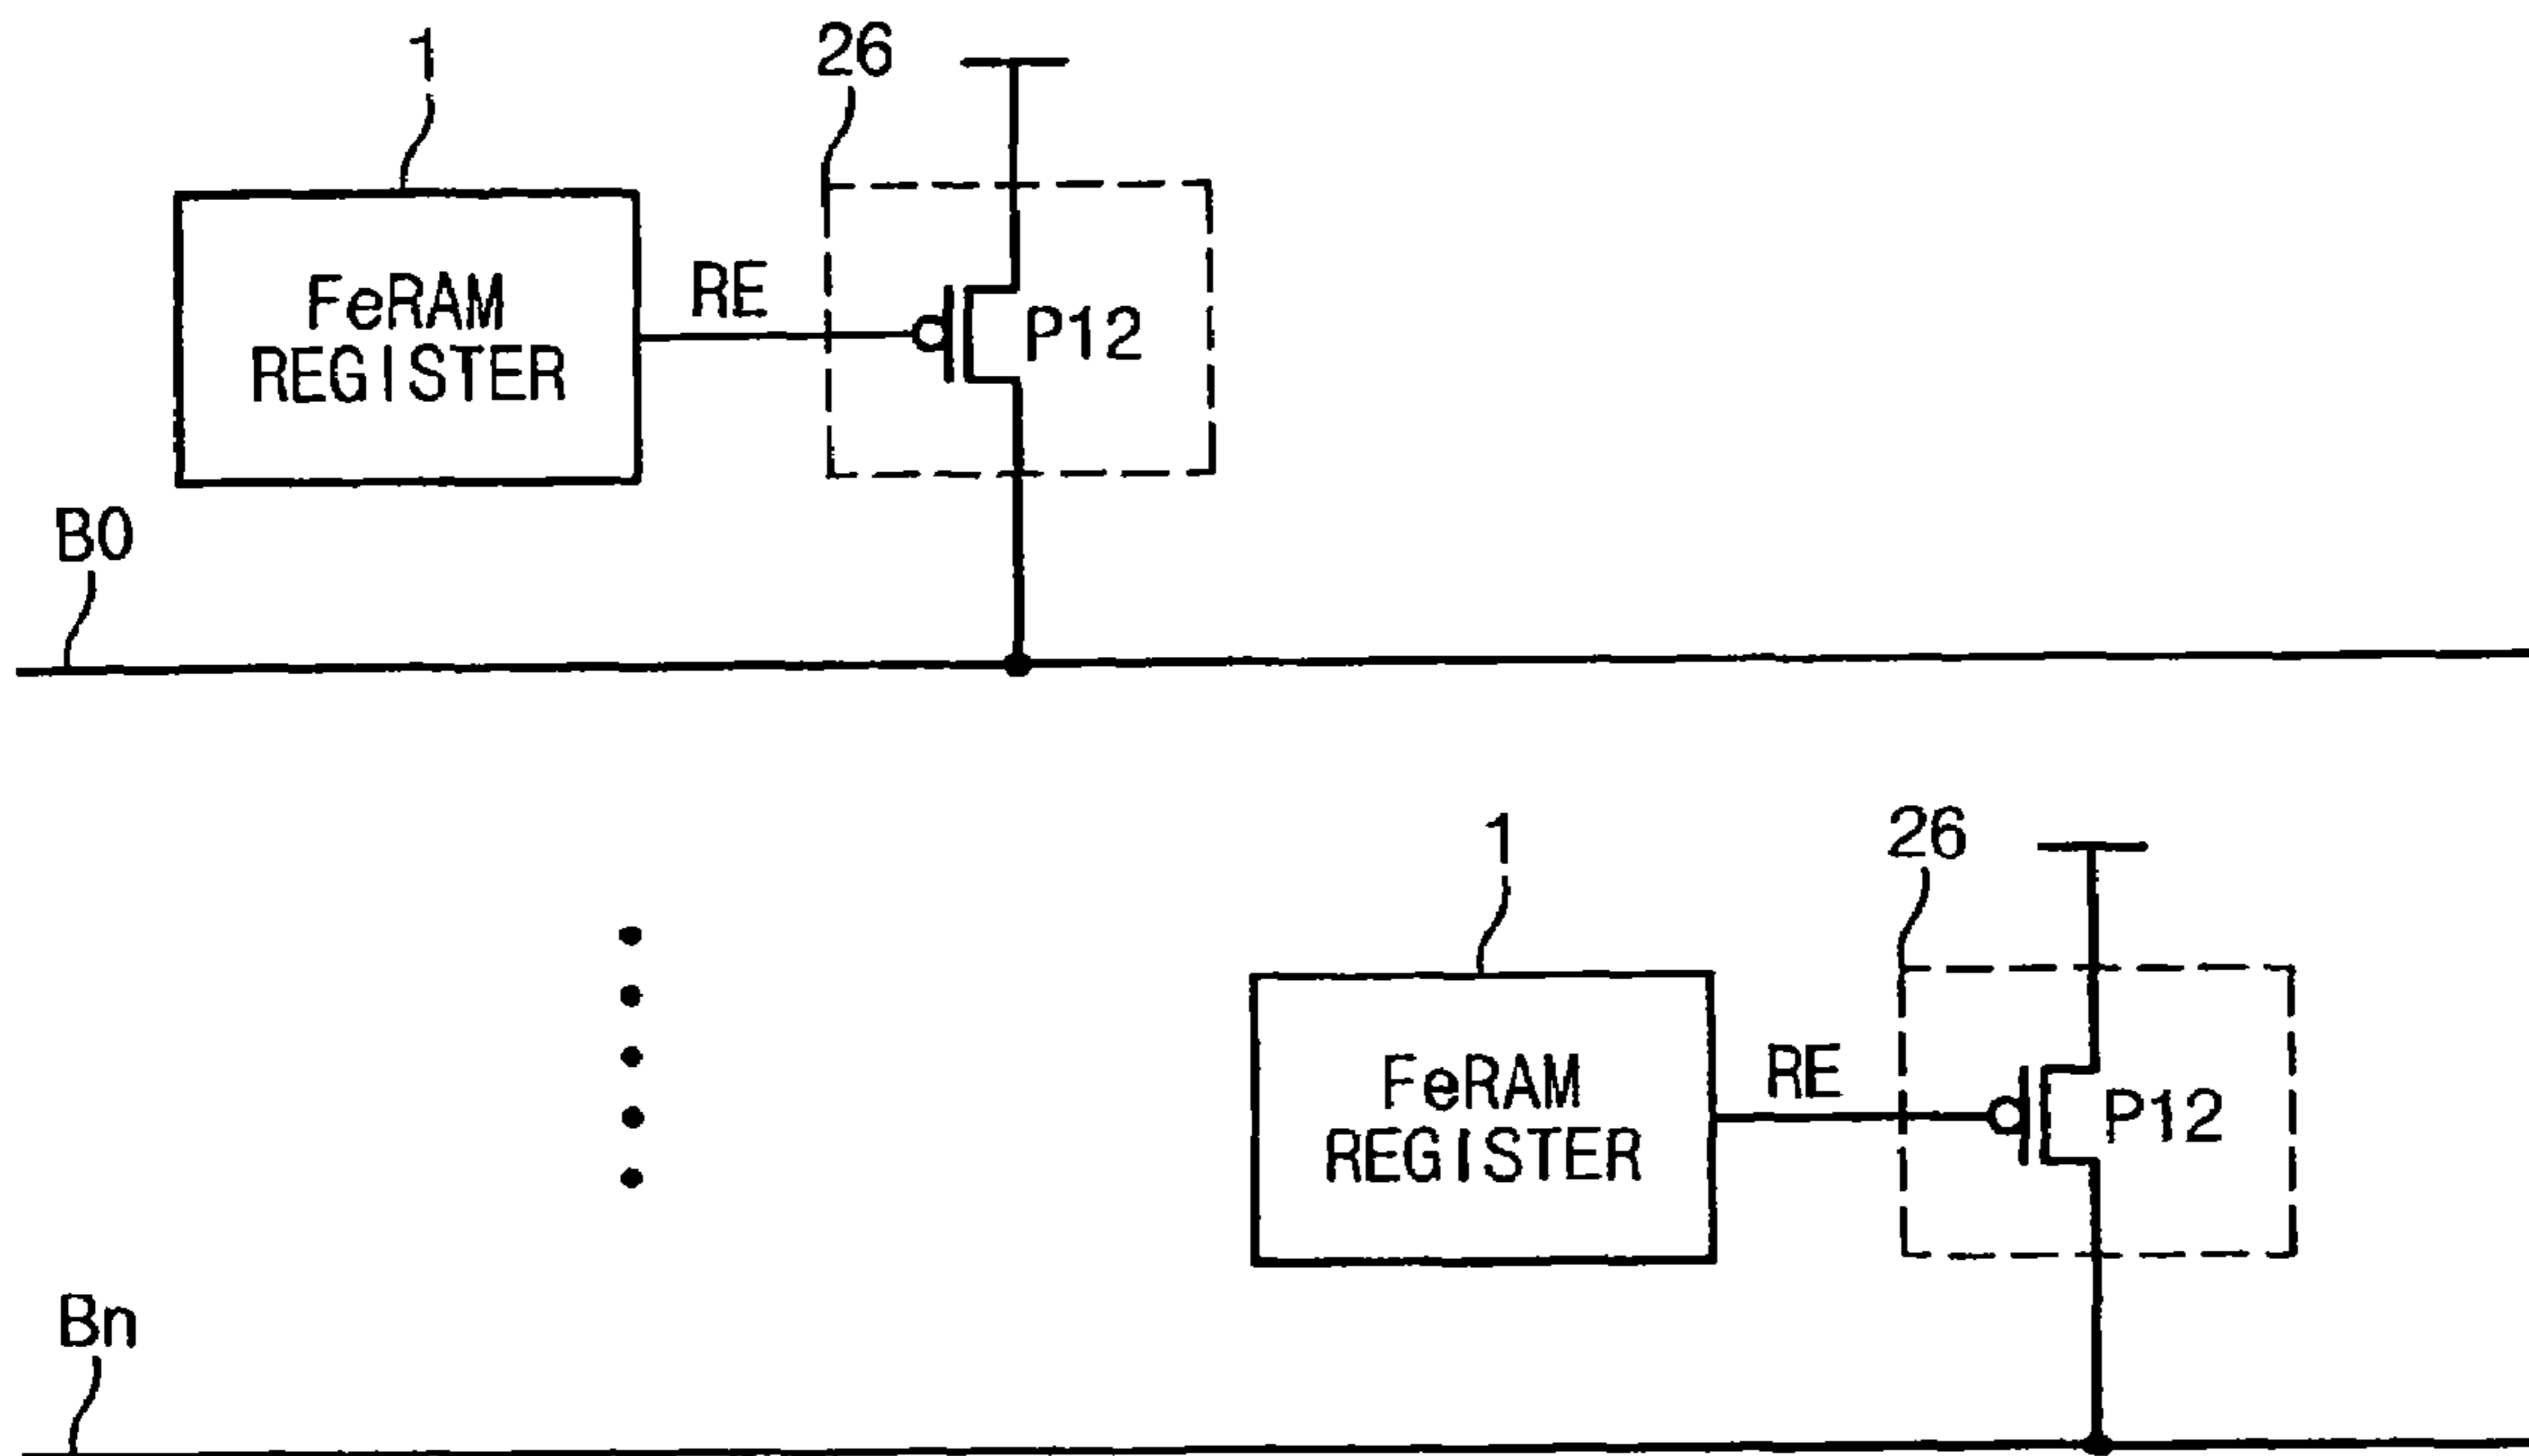 1
26
FeRAM
REGISTER
RE
P12
B0
1
26
FeRAM
REGISTER
RE
P12
Bn